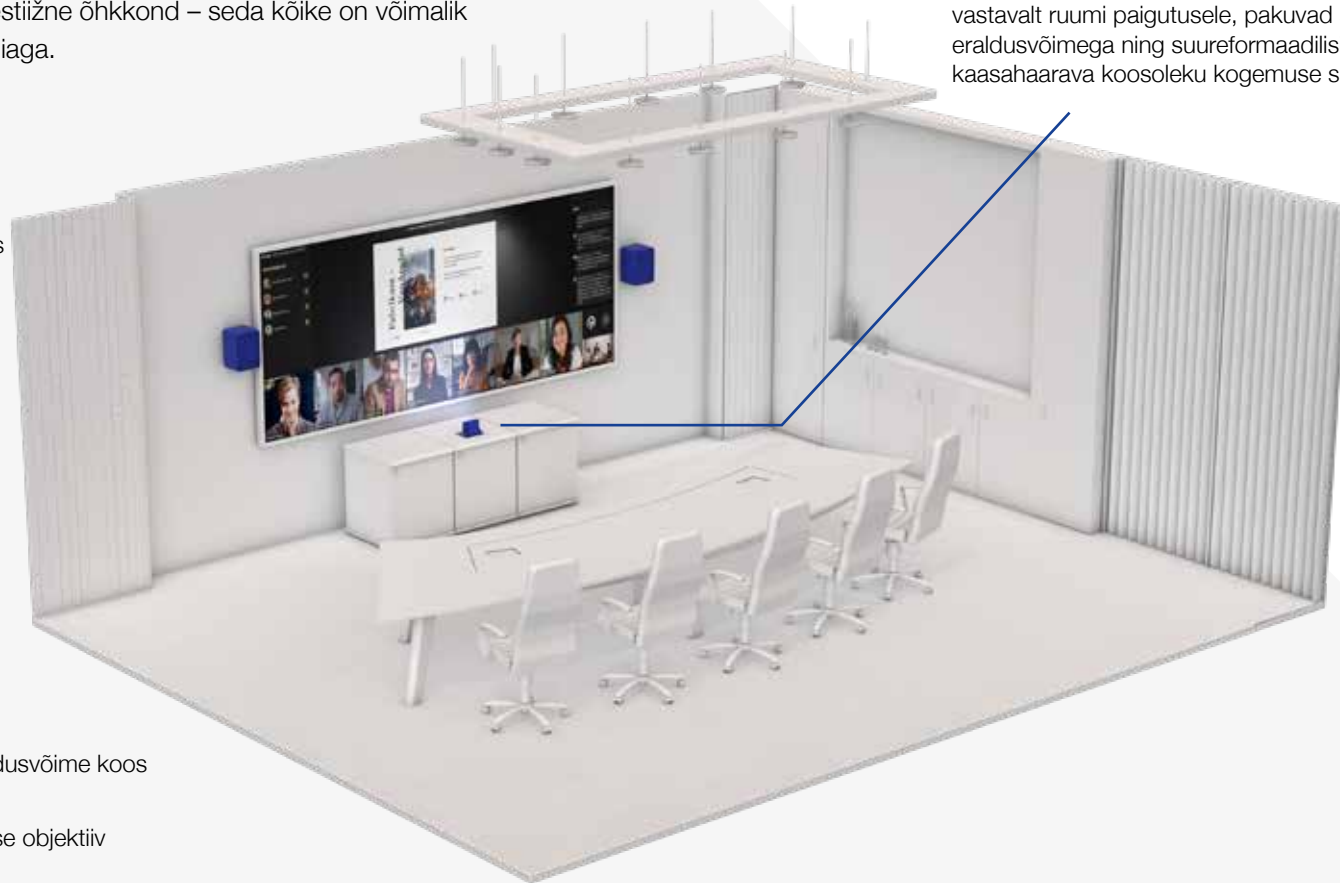 stiižne õhkkond – seda kõike on võimalik
iaga.
vastavalt ruumi paigutusele, pakuvad
eraldusvõimega ning suureformaadilis
kaasahaarava koosoleku kogemuse s
s
dusvõime koos
se objektiiv